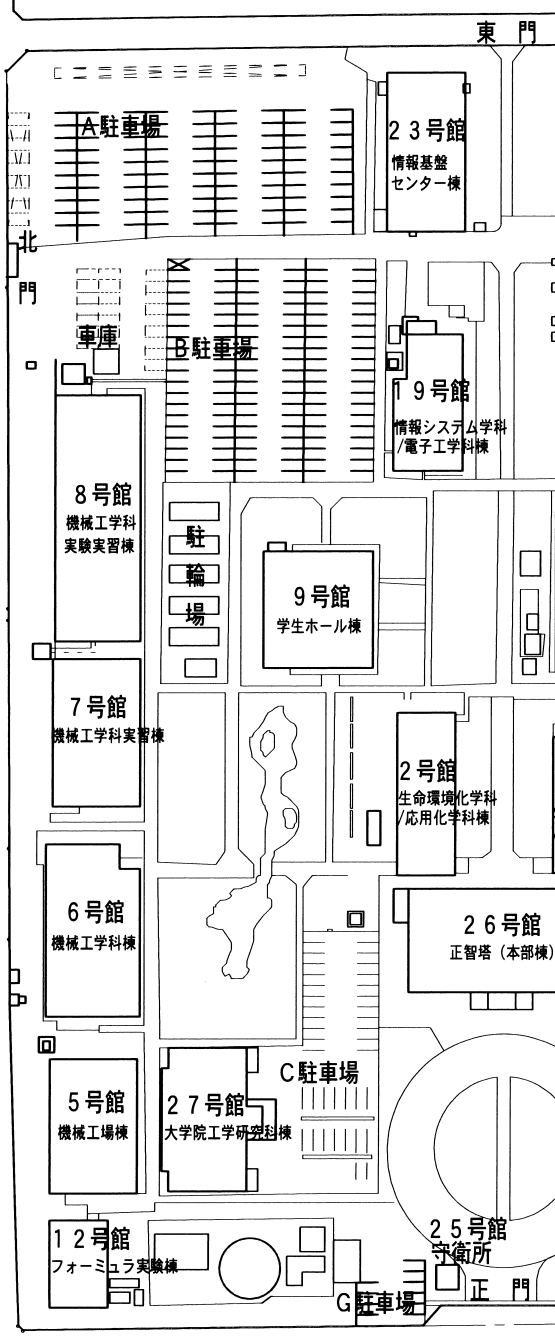 東門
A駐車場
23号館
情報基盤
センター棟
北
門
車庫
B駐車場
19号館
情報システム学科
/電子工学科棟
8号館
機械工学科
実験実習棟
駐
輪
場
9号館
学生ホール棟
7号館
機械工学科実習棟
2号館
生命環境化学科
/応用化学科棟
6号館
機械工学科棟
26号館
正智塔（本部棟）
C駐車場
5号館
機械工場棟
27号館
大学院工学研究科棟
12号館
フォーミュラ実験棟
25号館
守衛所
正門
G駐車場